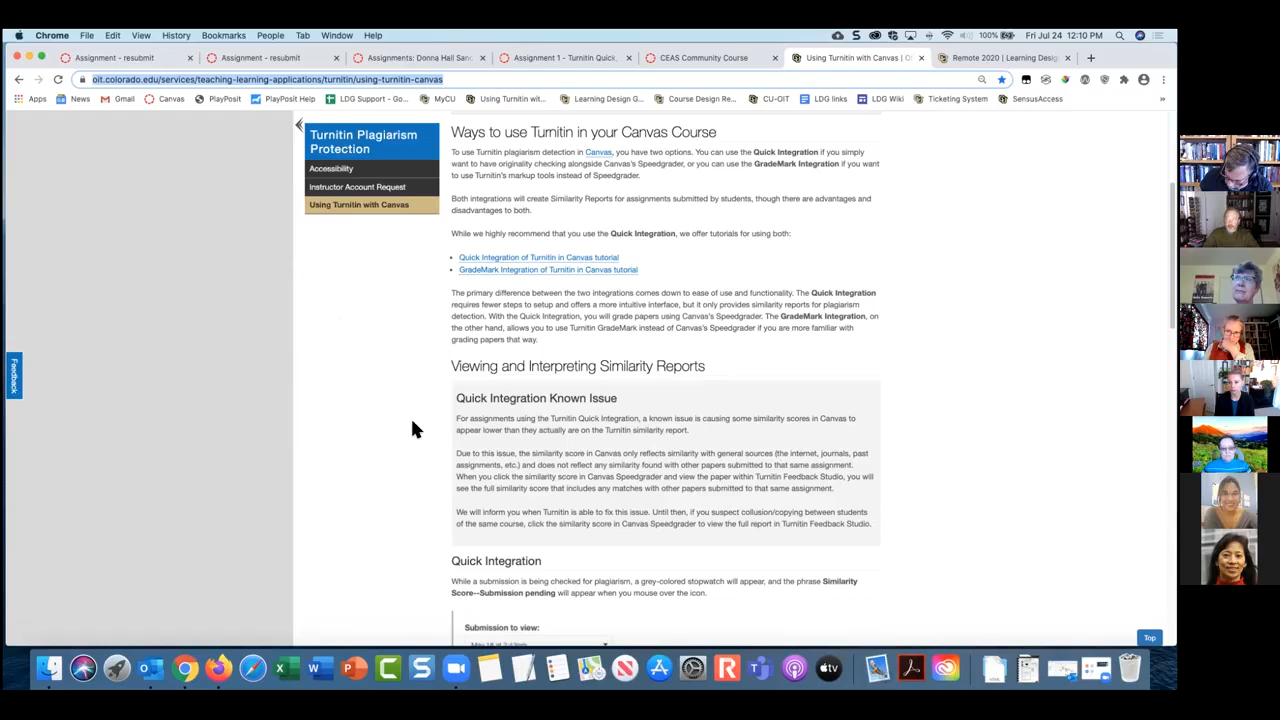 Chrome File Edit View History Bookmarks People Tab Window Help 100% Fri Jul 24 12:10 PM
Assignment - resubmit Assignment - resubmit Assignments: Donna Hall San Assignment 1 - Turnitin Quick CEAS Community Course Using Turnitin with Canvas | O Remote 2020 | Learning Desig
oit.colorado.edu/services/teaching-learning-applications/turnitin/using-turnitin-canvas
Apps News Gmail Canvas PlayPosit PlayPosit Help LDG Support - Go... MyCU Using Turnitin wit... Learning Design G... Course Design Re... CU-OIT LDG links LDG Wiki Ticketing System SensusAccess »
Turnitin Plagiarism
Protection
Accessibility
Instructor Account Request
Using Turnitin with Canvas
Feedback
Ways to use Turnitin in your Canvas Course
To use Turnitin plagiarism detection in Canvas, you have two options. You can use the Quick Integration if you simply
want to have originality checking alongside Canvas's Speedgrader, or you can use the GradeMark Integration if you want
to use Turnitin's markup tools instead of Speedgrader.
Both integrations will create Similarity Reports for assignments submitted by students, though there are advantages and
disadvantages to both.
While we highly recommend that you use the Quick Integration, we offer tutorials for using both:
• Quick Integration of Turnitin in Canvas tutorial
• GradeMark Integration of Turnitin in Canvas tutorial
The primary difference between the two integrations comes down to ease of use and functionality. The Quick Integration
requires fewer steps to setup and offers a more intuitive interface, but it only provides similarity reports for plagiarism
detection. With the Quick Integration, you will grade papers using Canvas's Speedgrader. The GradeMark Integration, on
the other hand, allows you to use Turnitin GradeMark instead of Canvas's Speedgrader if you are more familiar with
grading papers that way.
Viewing and Interpreting Similarity Reports
Quick Integration Known Issue
For assignments using the Turnitin Quick Integration, a known issue is causing some similarity scores in Canvas to
appear lower than they actually are on the Turnitin similarity report.
Due to this issue, the similarity score in Canvas only reflects similarity with general sources (the internet, journals, past
assignments, etc.) and does not reflect any similarity found with other papers submitted to that same assignment.
When you click the similarity score in Canvas Speedgrader and view the paper within Turnitin Feedback Studio, you will
see the full similarity score that includes any matches with other papers submitted to that same assignment.
We will inform you when Turnitin is able to fix this issue. Until then, if you suspect collusion/copying between students
of the same course, click the similarity score in Canvas Speedgrader to view the full report in Turnitin Feedback Studio.
Quick Integration
While a submission is being checked for plagiarism, a grey-colored stopwatch will appear, and the phrase Similarity
Score--Submission pending will appear when you mouse over the icon.
Submission to view:
Top